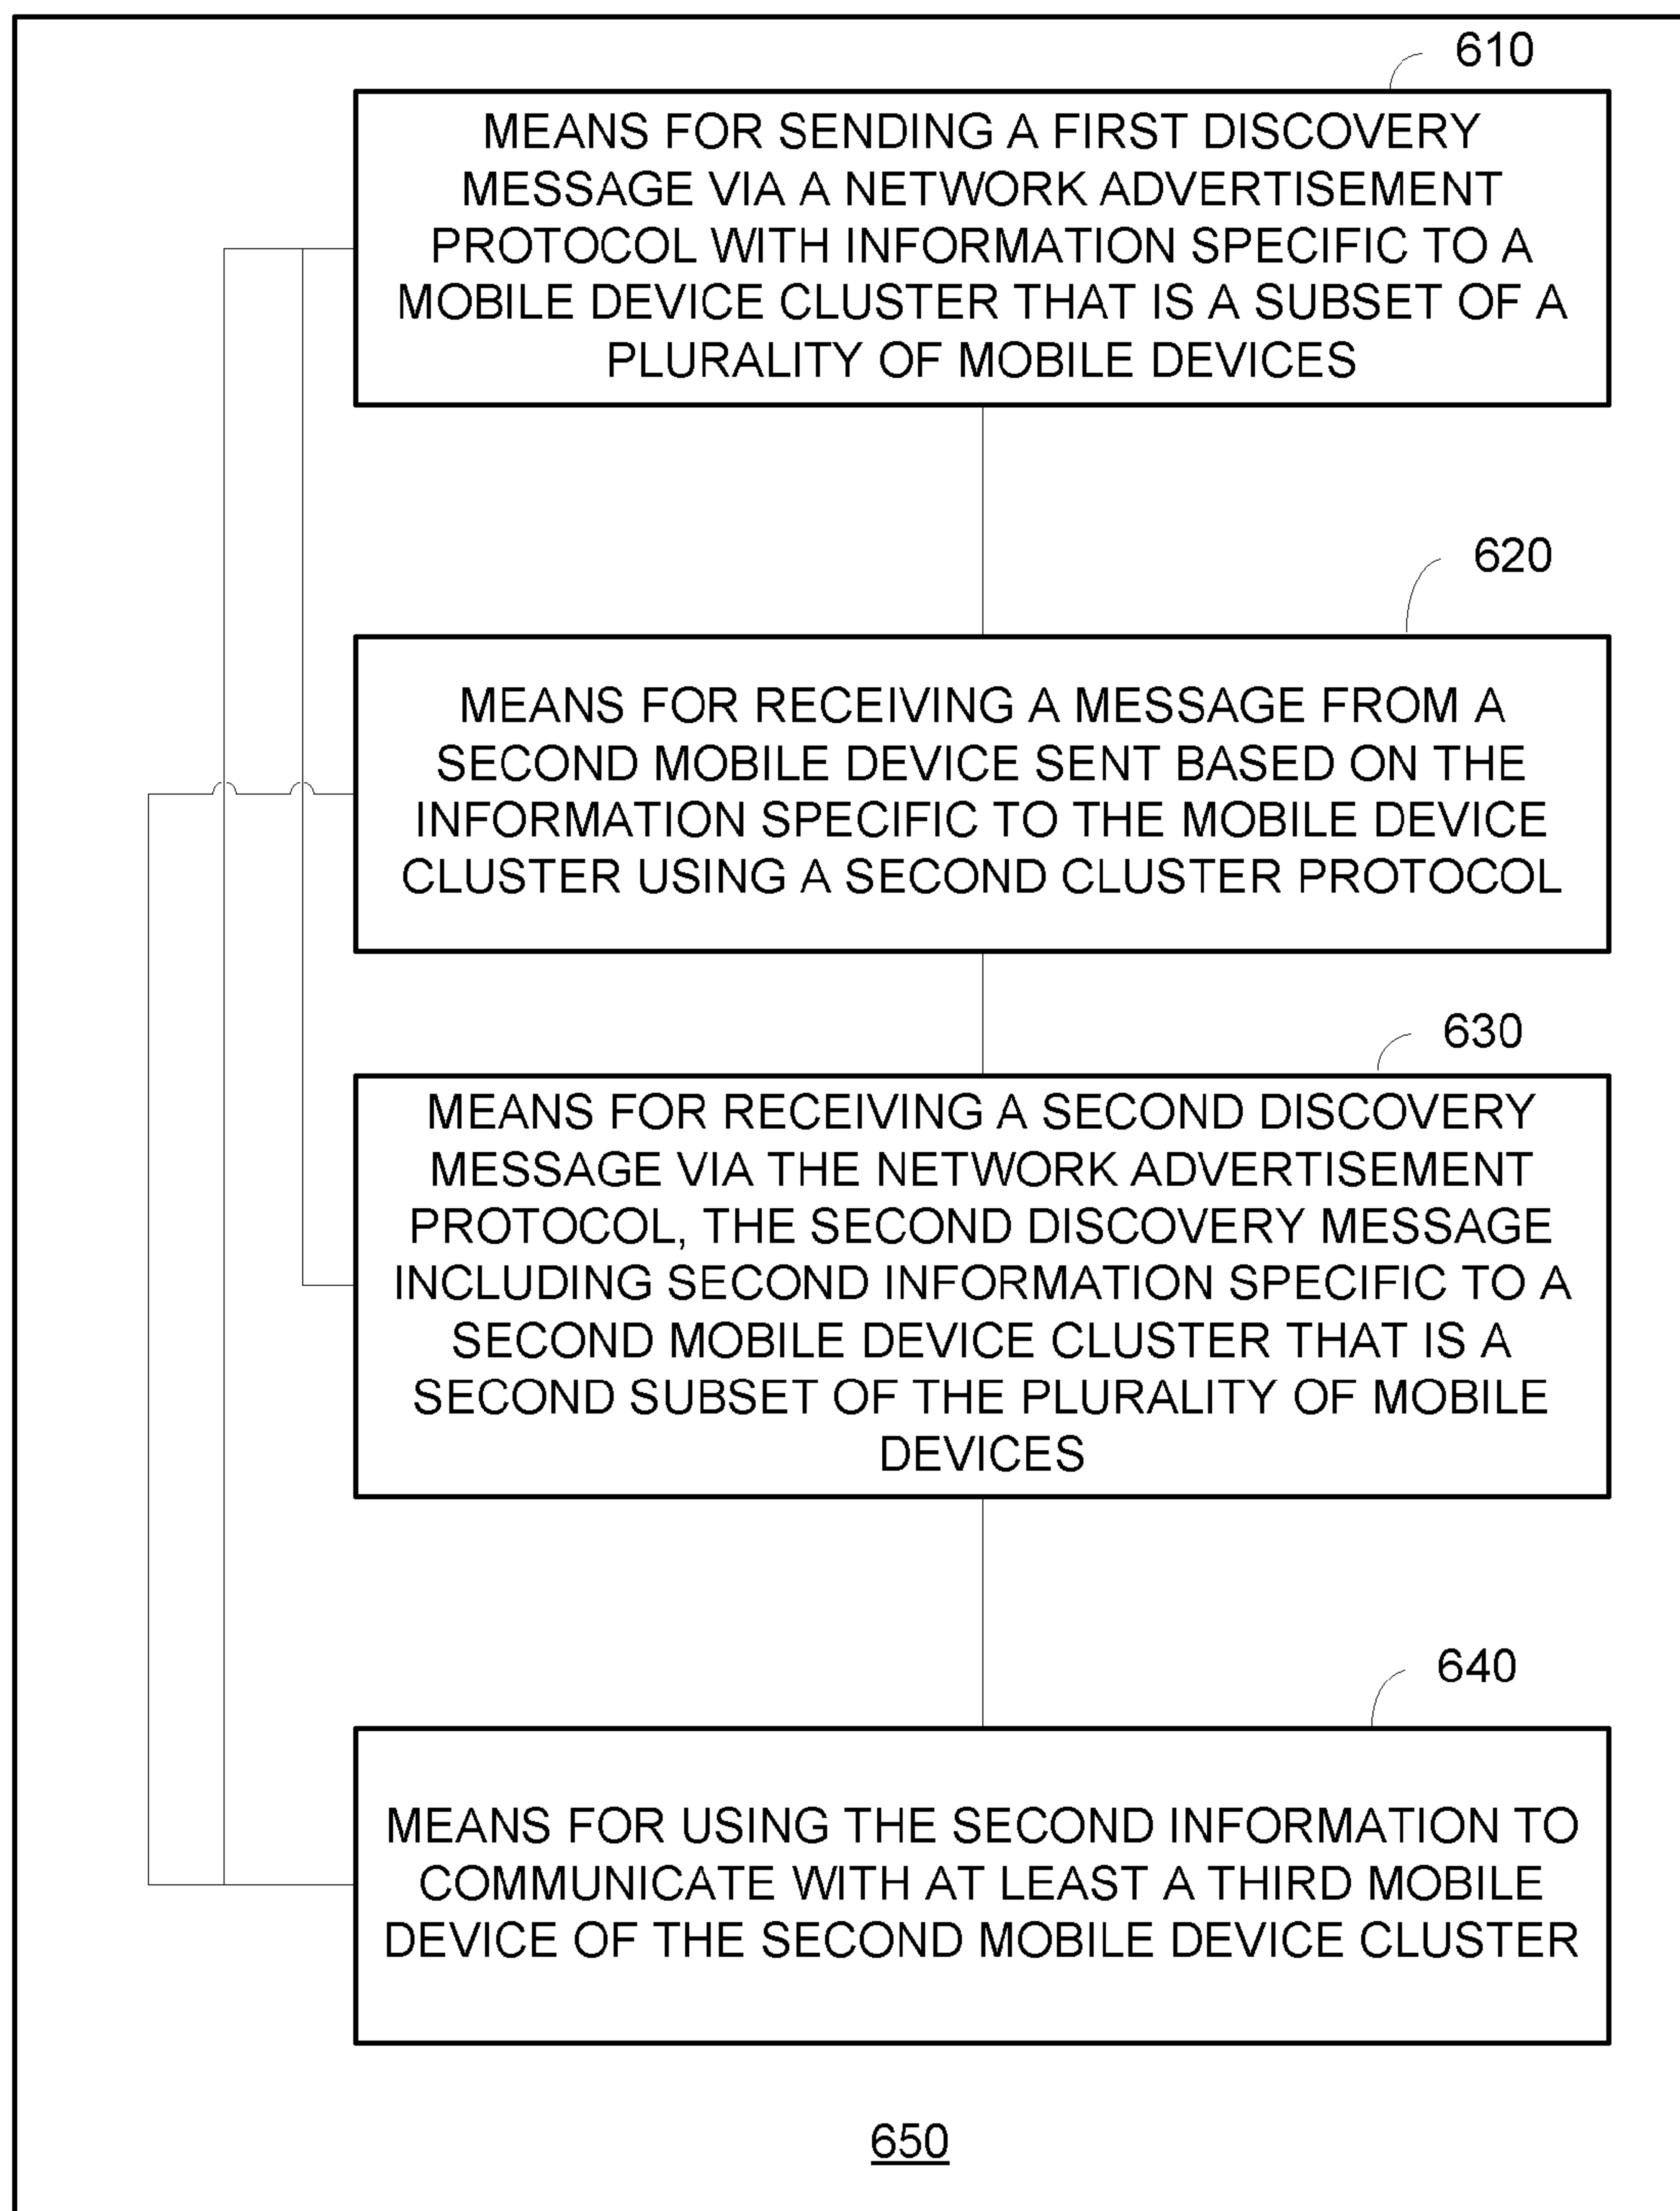 610
MEANS FOR SENDING A FIRST DISCOVERY
MESSAGE VIA A NETWORK ADVERTISEMENT
PROTOCOL WITH INFORMATION SPECIFIC TO A
MOBILE DEVICE CLUSTER THAT IS A SUBSET OF A
PLURALITY OF MOBILE DEVICES
620
MEANS FOR RECEIVING A MESSAGE FROM A
SECOND MOBILE DEVICE SENT BASED ON THE
INFORMATION SPECIFIC TO THE MOBILE DEVICE
CLUSTER USING A SECOND CLUSTER PROTOCOL
630
MEANS FOR RECEIVING A SECOND DISCOVERY
MESSAGE VIA THE NETWORK ADVERTISEMENT
PROTOCOL, THE SECOND DISCOVERY MESSAGE
INCLUDING SECOND INFORMATION SPECIFIC TO A
SECOND MOBILE DEVICE CLUSTER THAT IS A
SECOND SUBSET OF THE PLURALITY OF MOBILE
DEVICES
640
MEANS FOR USING THE SECOND INFORMATION TO
COMMUNICATE WITH AT LEAST A THIRD MOBILE
DEVICE OF THE SECOND MOBILE DEVICE CLUSTER
650